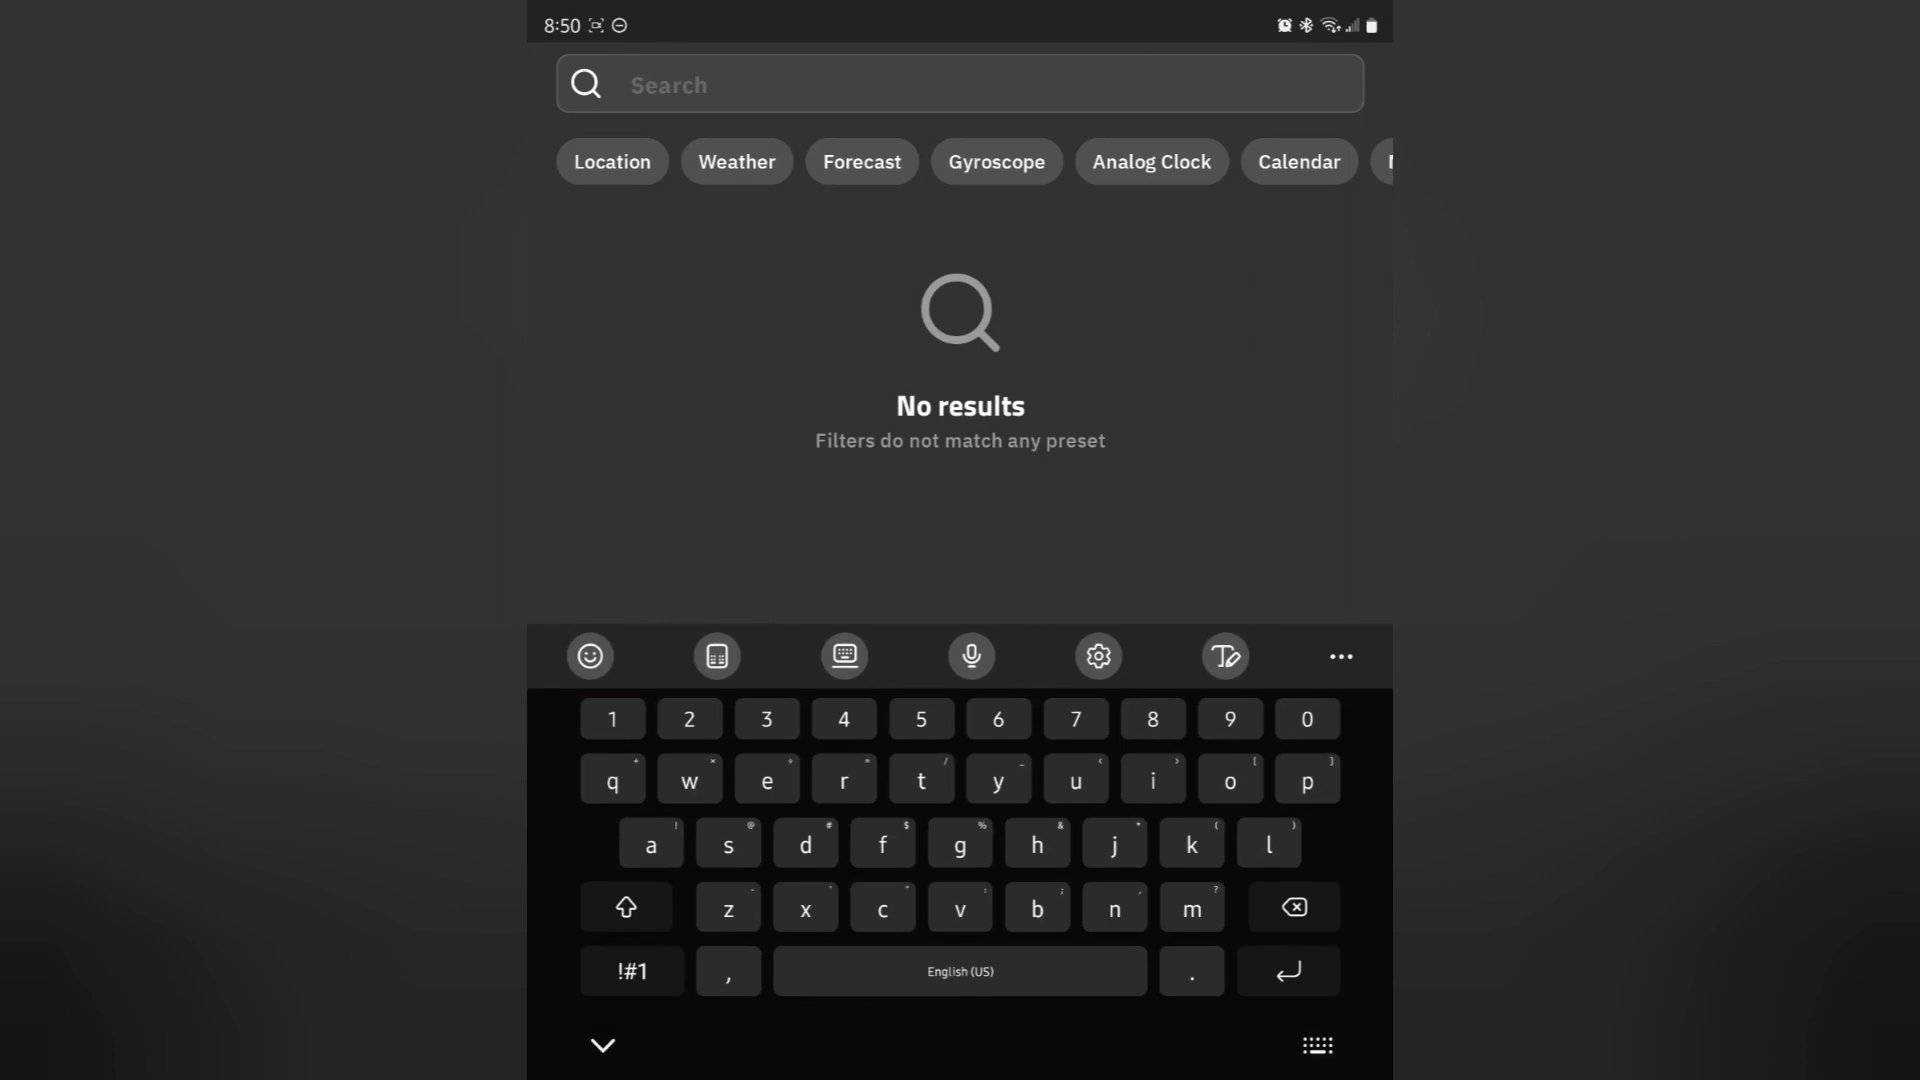 8:50
Search
Location Weather Forecast Gyroscope Analog Clock Calendar
No results
Filters do not match any preset
1 2 3 4 5 6 7 8 9 0
q w e r t y u i o p
a s d f g h j k l
z x c v b n m
!#1 , English (US) .